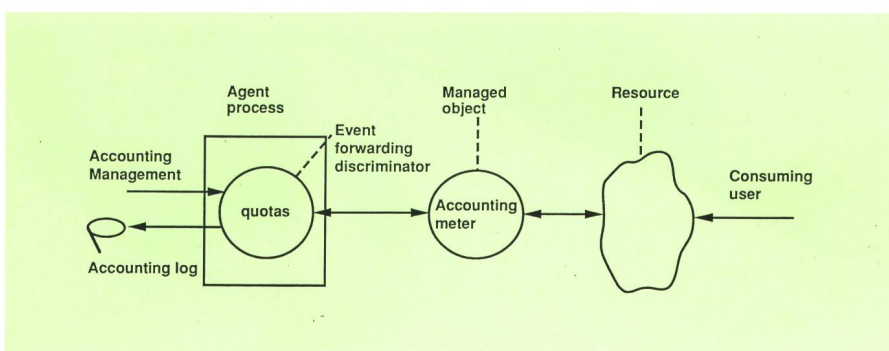 Agent
process
Managed
object
Resource
Event
forwarding
discriminator
Accounting
Management
quotas
Accounting
meter
Consuming
user
Accounting log